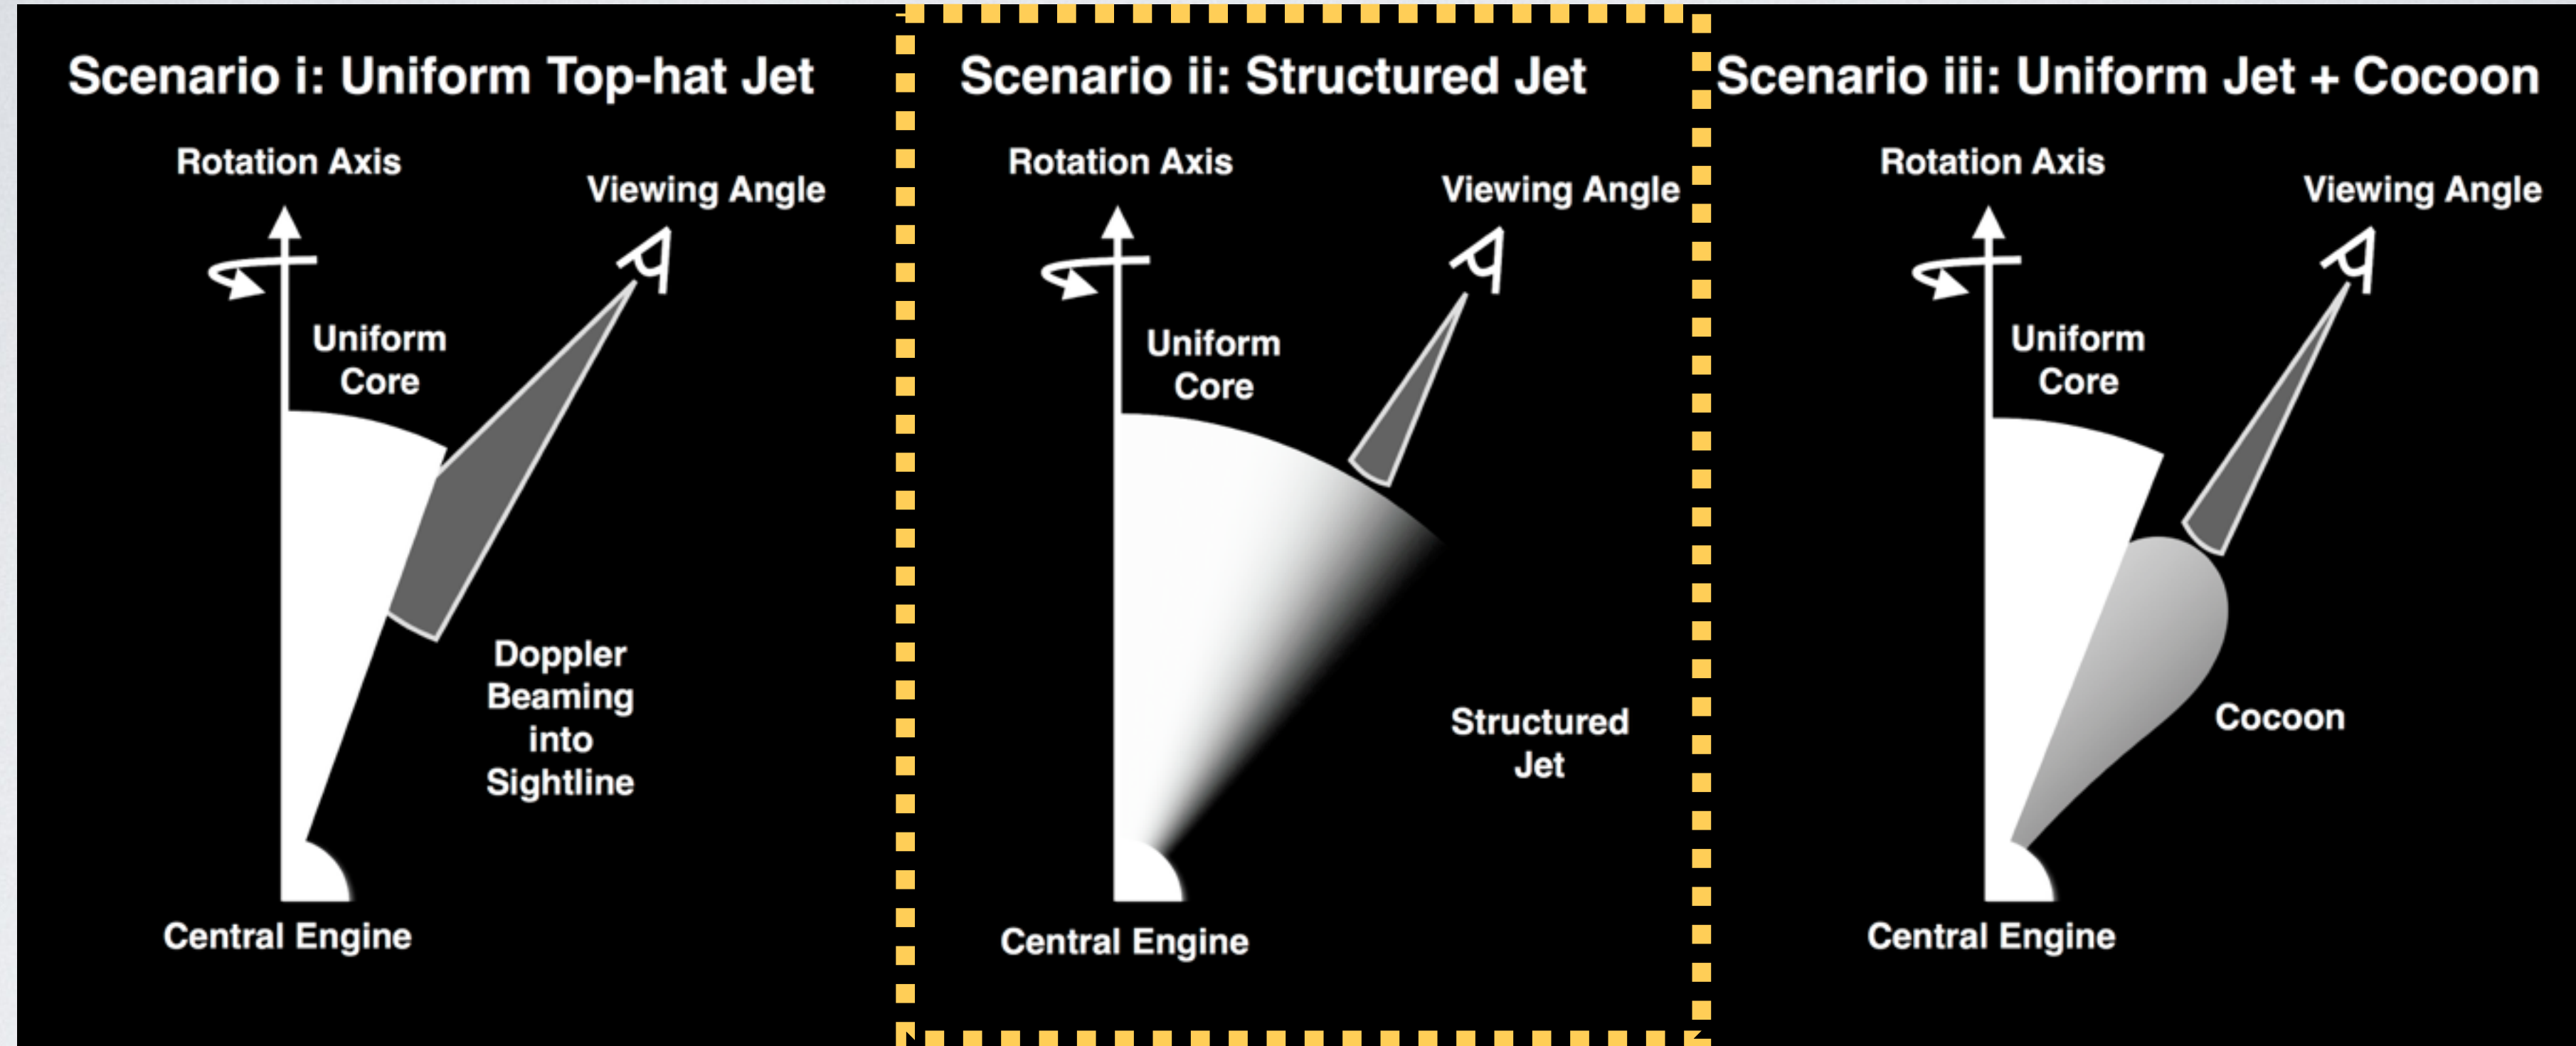 Scenario i: Uniform Top-hat Jet
Rotation Axis
Viewing Angle
Uniform
Core
Doppler
Beaming
into
Sightline
Central Engine
Scenario ii: Structured Jet
Rotation Axis
Viewing Angle
Uniform
Core
Structured
Jet
Central Engine
Scenario iii: Uniform Jet + Cocoon
Rotation Axis
Viewing Angle
Uniform
Core
Cocoon
Central Engine